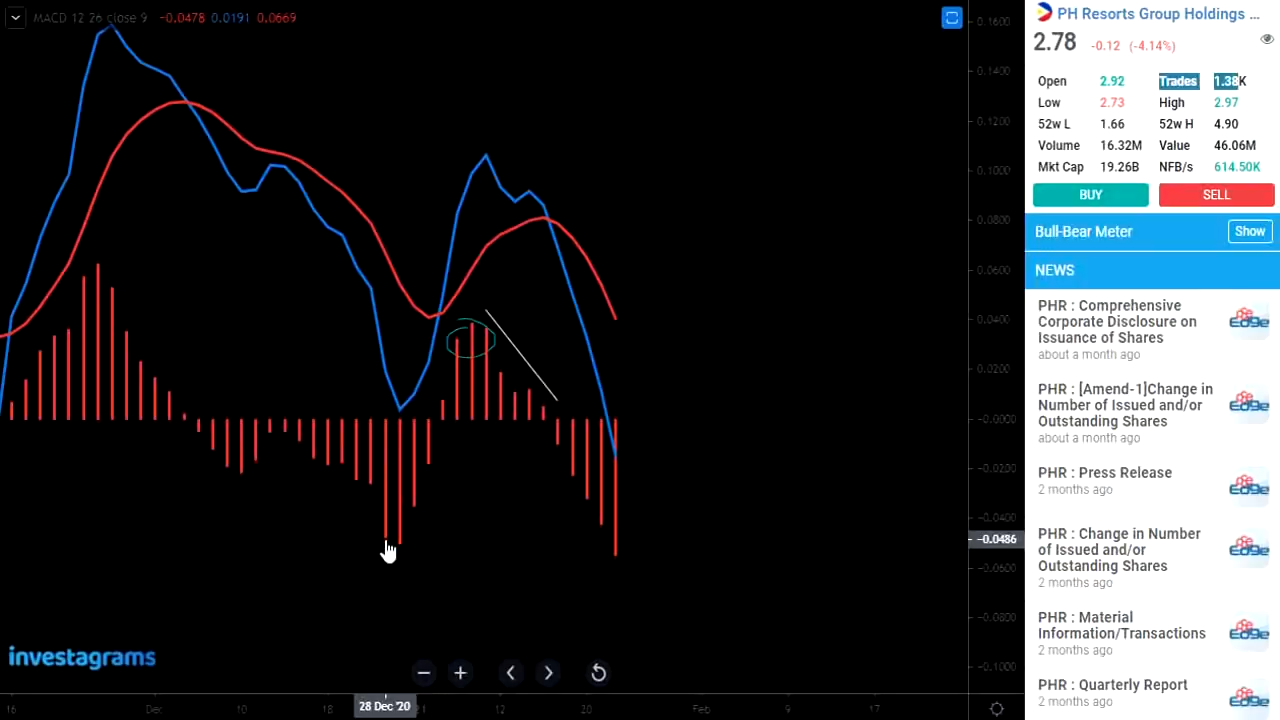 MACD 12 26 close 9 −0.0478 0.0191 0.0669
0.1600
0.1400
0.1200
0.1000
0.0800
0.0600
0.0400
0.0200
−0.0000
−0.0200
−0.0400
−0.0486
−0.0600
−0.0800
−0.1000
investagrams
16 Dec 10 18 28 Dec '20 12 20 Feb 9 17
PH Resorts Group Holdings ...
2.78 -0.12 (-4.14%)
Open 2.92 Trades 1.38K
Low 2.73 High 2.97
52w L 1.66 52w H 4.90
Volume 16.32M Value 46.06M
Mkt Cap 19.26B NFB/s 614.50K
BUY SELL
Bull-Bear Meter Show
NEWS
PHR : Comprehensive
Corporate Disclosure on
Issuance of Shares
about a month ago
PHR : [Amend-1]Change in
Number of Issued and/or
Outstanding Shares
about a month ago
PHR : Press Release
2 months ago
PHR : Change in Number
of Issued and/or
Outstanding Shares
2 months ago
PHR : Material
Information/Transactions
2 months ago
PHR : Quarterly Report
2 months ago